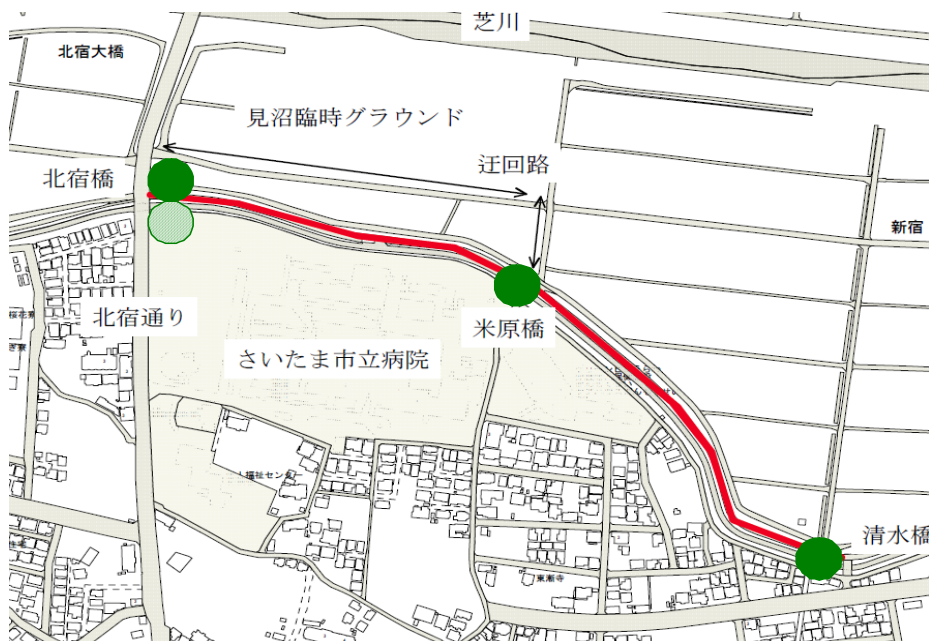 芝川
北宿大橋
見沼臨時グラウンド
迂回路
北宿橋
新宿
北宿通り
米原橋
さいたま市立病院
清水橋
東漸寺